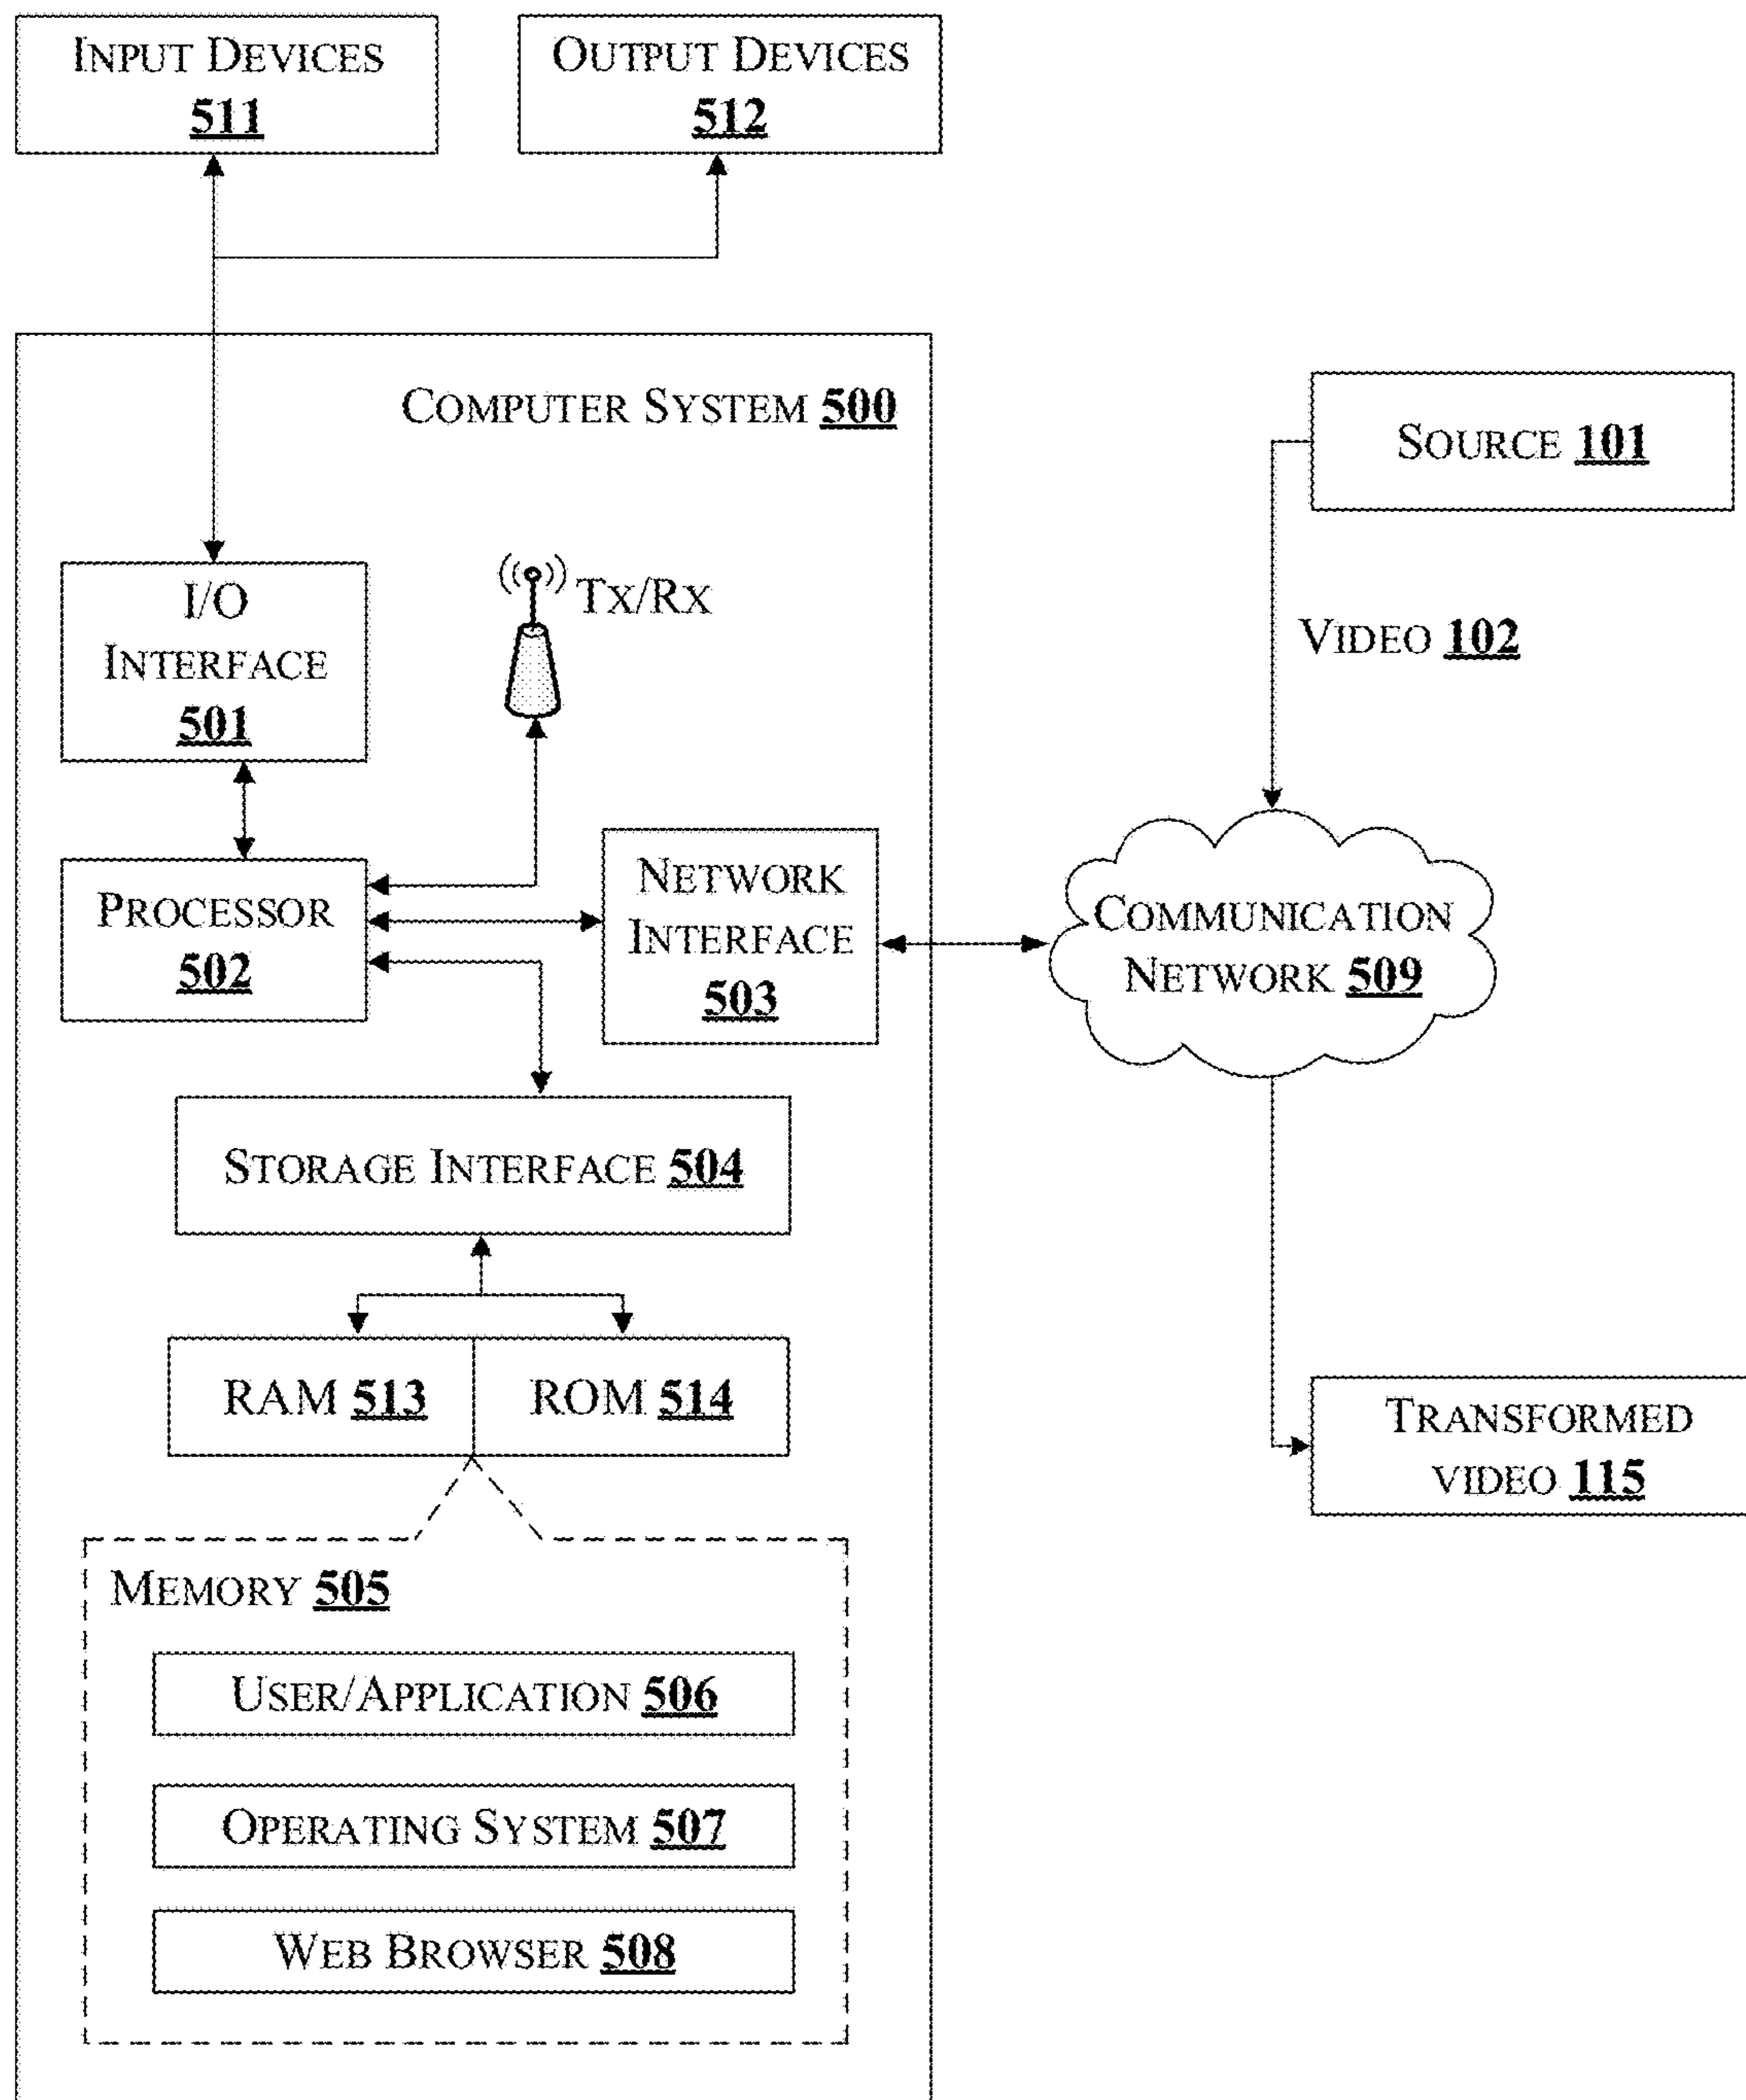 INPUT DEVICES
511
OUTPUT DEVICES
512
COMPUTER SYSTEM 500
SOURCE 101
I/O
INTERFACE
501
TX/RX
VIDEO 102
PROCESSOR
502
NETWORK
INTERFACE
503
COMMUNICATION
NETWORK 509
STORAGE INTERFACE 504
RAM 513
ROM 514
TRANSFORMED
VIDEO 115
MEMORY 505
USER/APPLICATION 506
OPERATING SYSTEM 507
WEB BROWSER 508